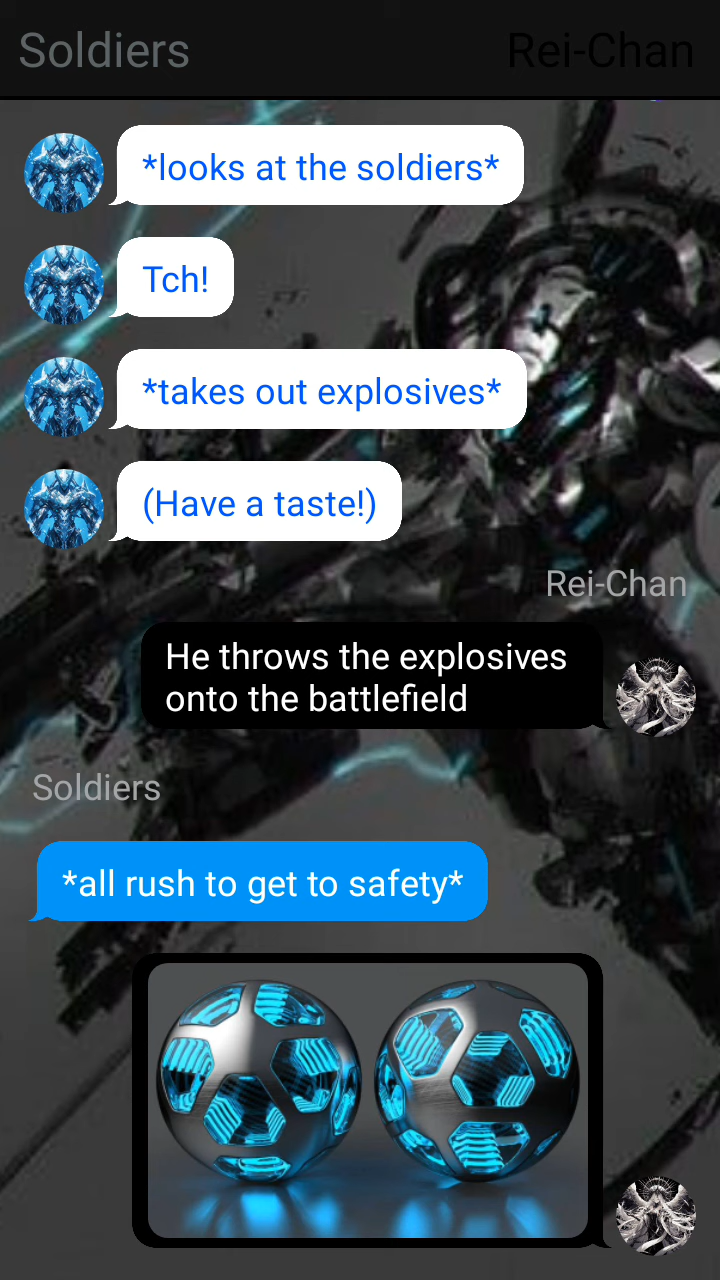 Soldiers
Rei-Chan
*looks at the soldiers*
Tch!
*takes out explosives*
(Have a taste!)
Rei-Chan
He throws the explosives
onto the battlefield
Soldiers
*all rush to get to safety*